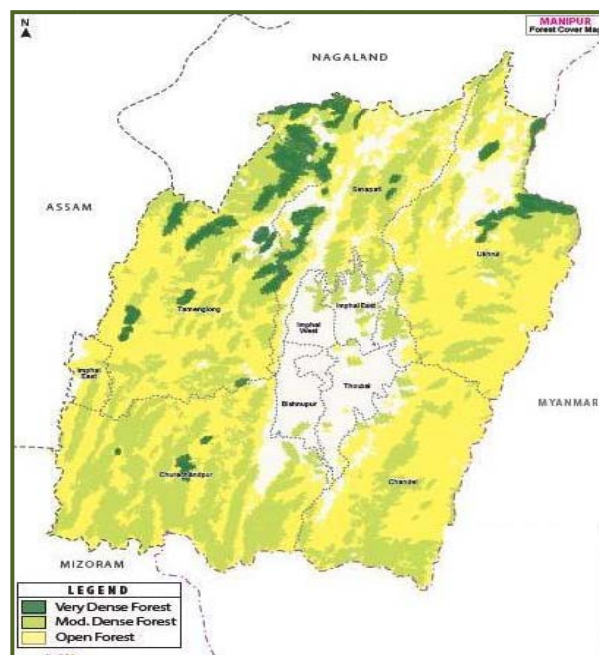 N
MANIPUR
Forest Cover Map
NAGALAND
ASSAM
Senapati
Ukhrul
Tamenglong
Imphal East
Imphal
West
Imphal
East
Thoubal
Bishnupur
MYANMAR
Churachandpur
Chandel
MIZORAM
LEGEND
Very Dense Forest
Mod. Dense Forest
Open Forest